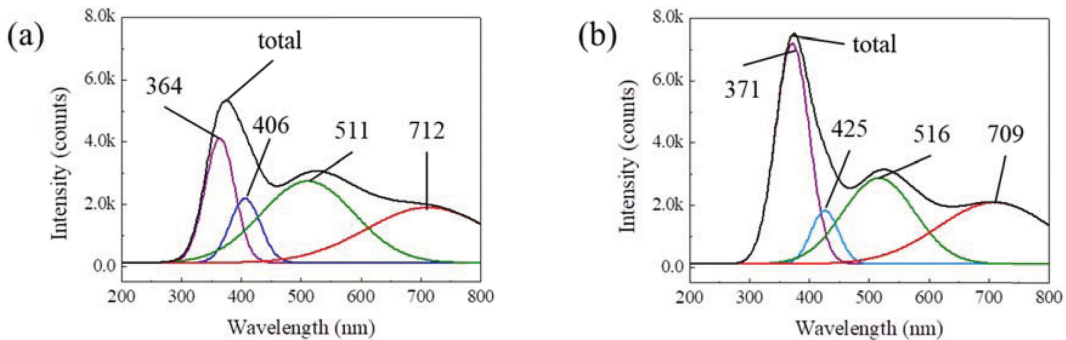 (a)
8.0k
6.0k
4.0k
2.0k
0.0
Intensity (counts)
total
364
406
511
712
200 300 400 500 600 700 800
Wavelength (nm)
(b)
8.0k
6.0k
4.0k
2.0k
0.0
Intensity (counts)
total
371
425
516
709
200 300 400 500 600 700 800
Wavelength (nm)